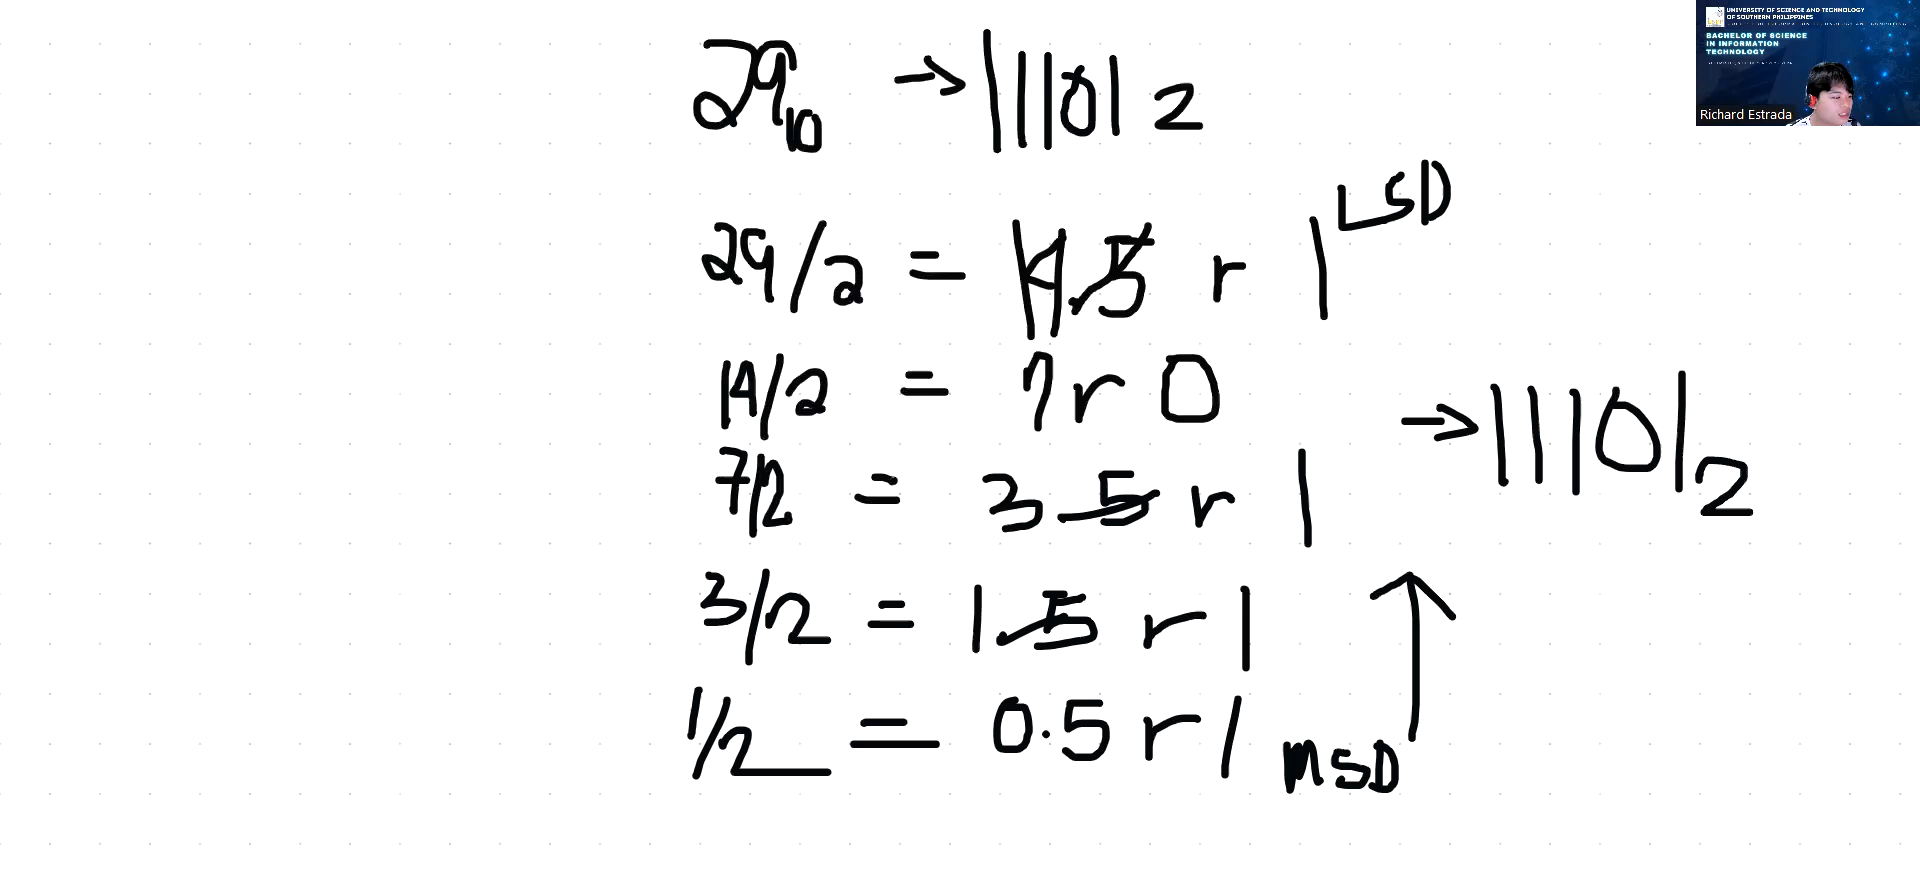 29₁₀ → 11101₂
29/2 = 14.5 r 1 LSD
14/2 = 7 r 0
7/2 = 3.5 r 1
→ 11101₂
3/2 = 1.5 r 1
1/2 = 0.5 r 1 MSD
UNIVERSITY OF SCIENCE AND TECHNOLOGY
OF SOUTHERN PHILIPPINES
BACHELOR OF SCIENCE
IN INFORMATION
TECHNOLOGY
Richard Estrada